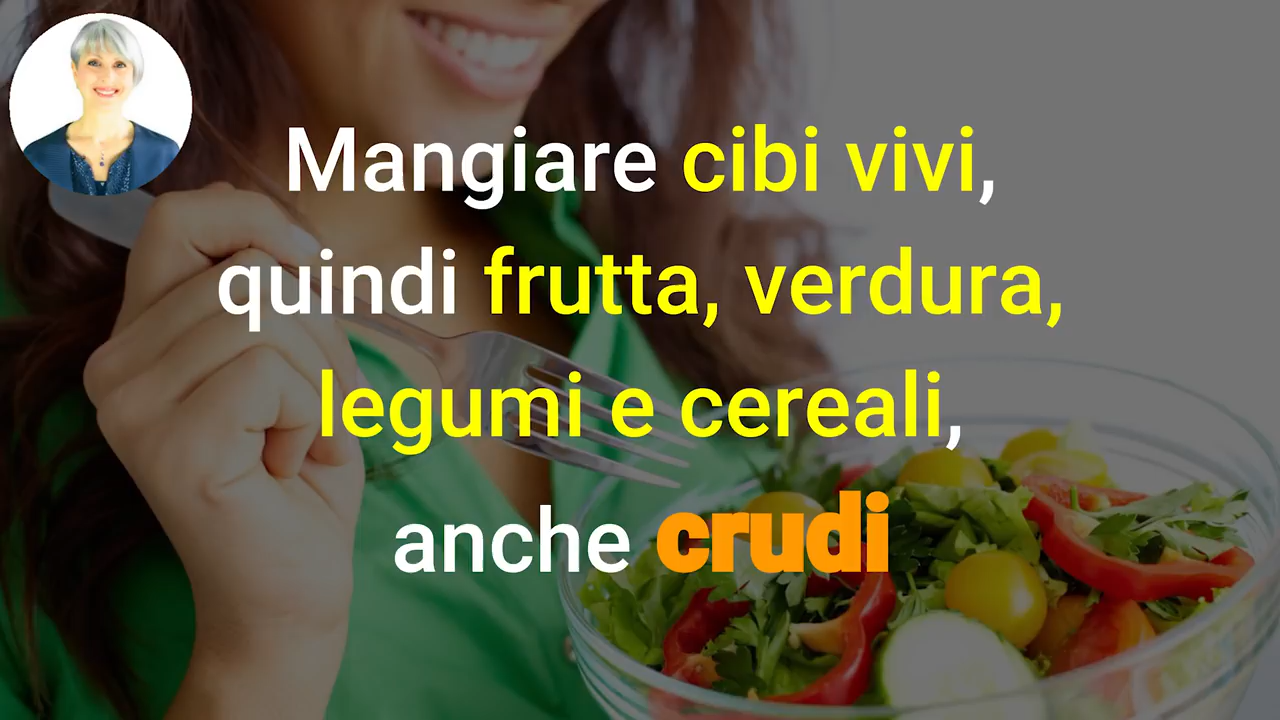 Mangiare cibi vivi,
quindi frutta, verdura,
legumi e cereali,
anche crudi